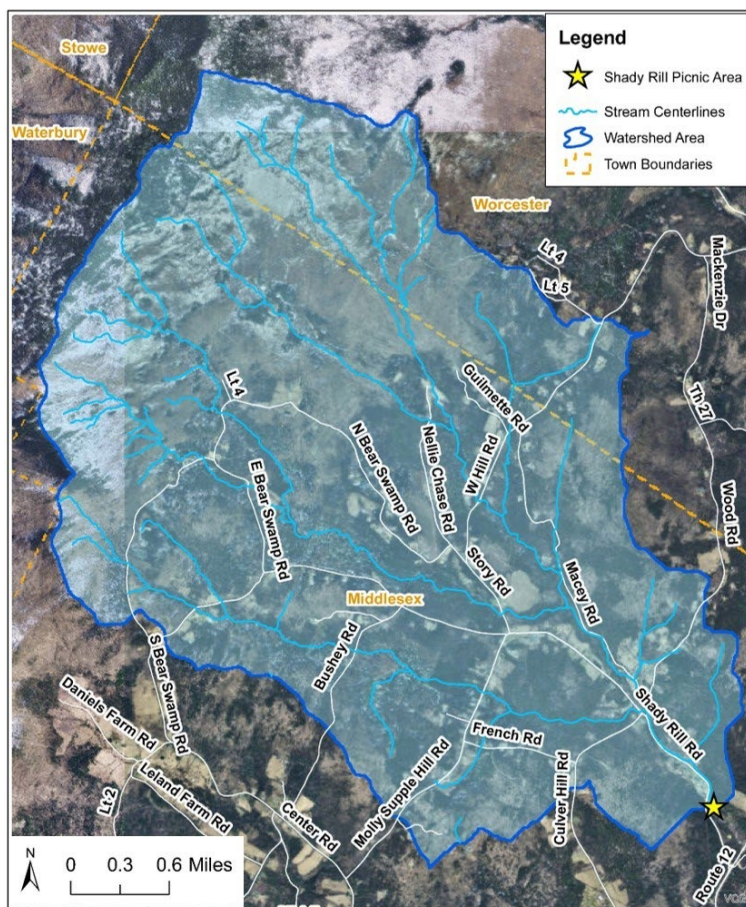 Stowe
Waterbury
Worcester
Legend
Shady Rill Picnic Area
Stream Centerlines
Watershed Area
Town Boundaries
Lt 4
Lt 5
Mackenzie Dr
Th 27
Wood Rd
Guilmette Rd
Lt 4
N Bear Swamp Rd
Nellie Chase Rd
W Hill Rd
E Bear Swamp Rd
Story Rd
Macey Rd
Middlesex
Bushey Rd
S Bear Swamp Rd
Shady Rill Rd
Daniels Farm Rd
French Rd
Leland Farm Rd
Lt 2
Center Rd
Molly Supple Hill Rd
Culver Hill Rd
Route 12
N
0 0.3 0.6 Miles